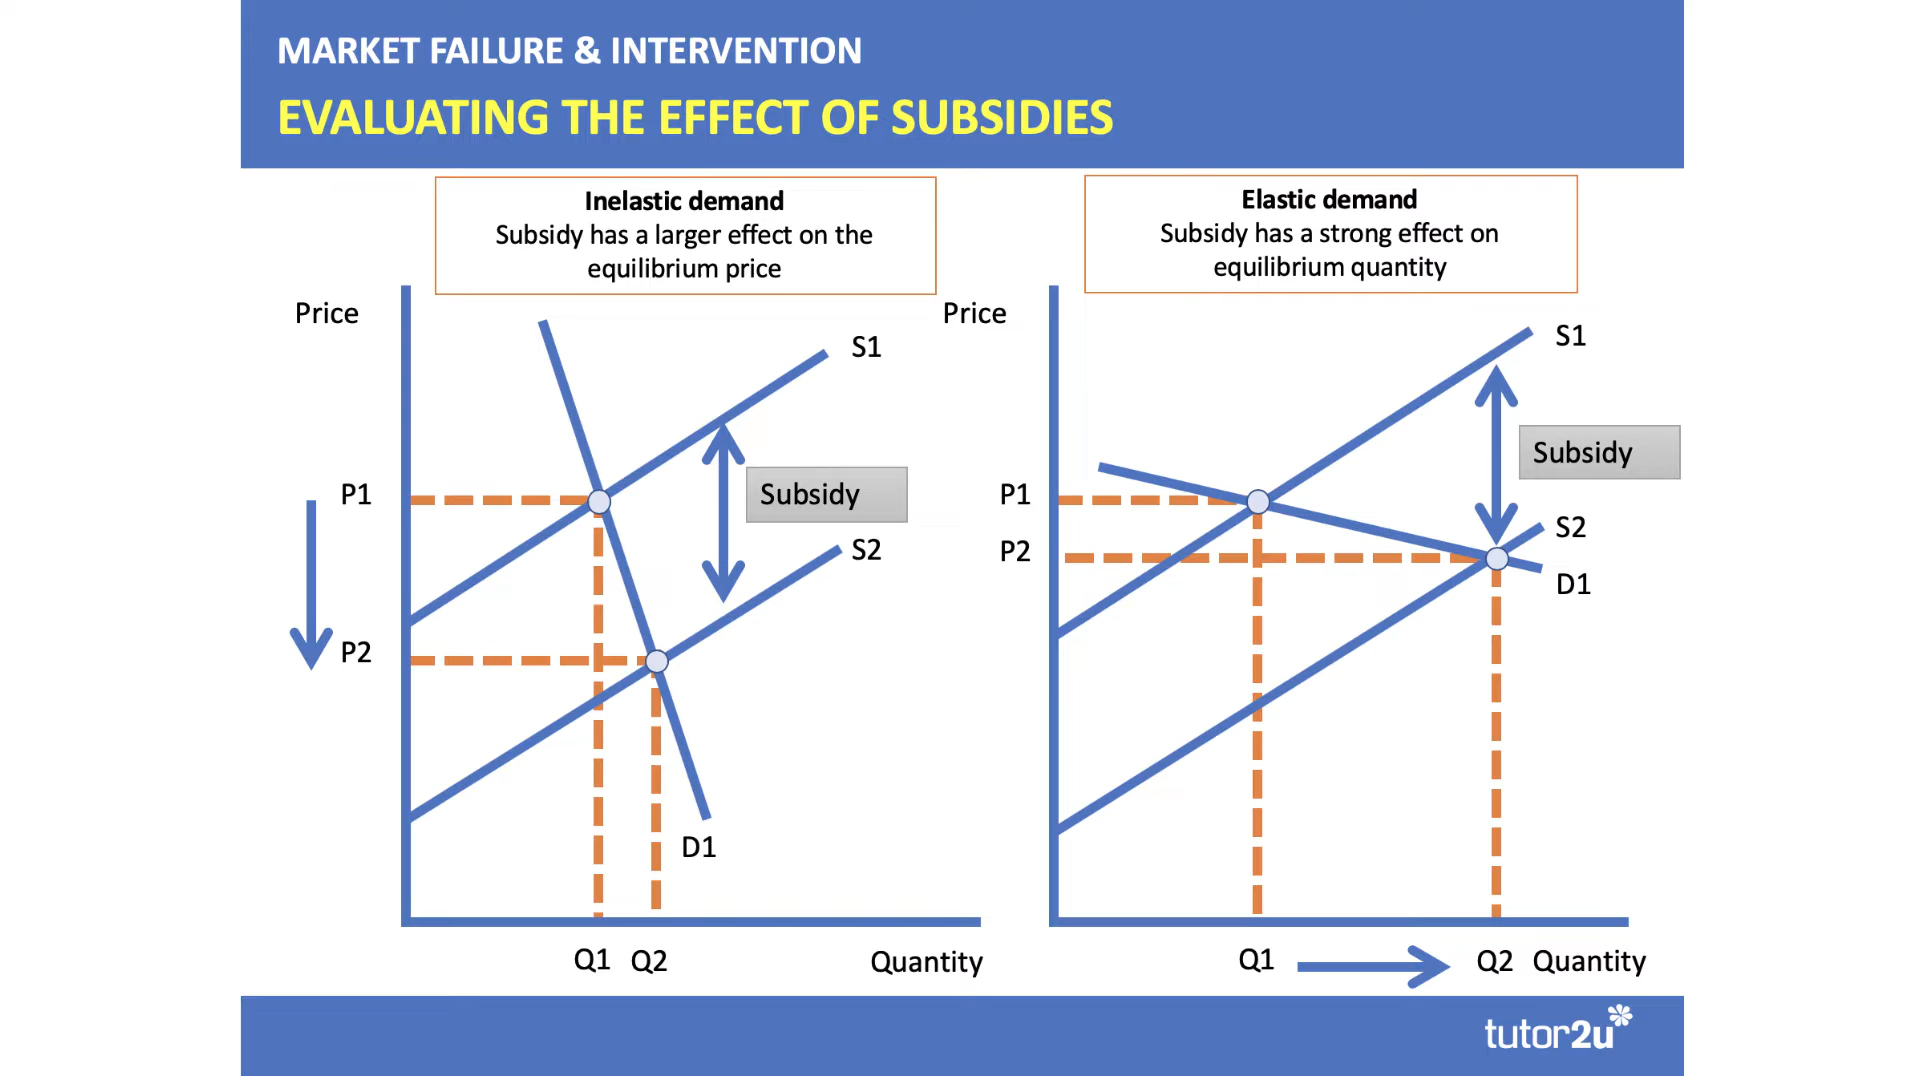 MARKET FAILURE & INTERVENTION
EVALUATING THE EFFECT OF SUBSIDIES
Inelastic demand
Subsidy has a larger effect on the
equilibrium price
Price
S1
P1
Subsidy
S2
P2
D1
Q1 Q2 Quantity
Elastic demand
Subsidy has a strong effect on
equilibrium quantity
Price
S1
Subsidy
P1
S2
P2
D1
Q1 Q2 Quantity
tutor2u